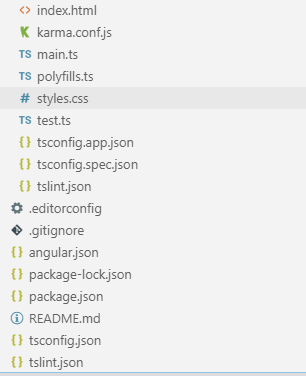 index.html
karma.conf.js
main.ts
polyfills.ts
styles.css
test.ts
tsconfig.app.json
tsconfig.spec.json
tslint.json
.editorconfig
.gitignore
angular.json
package-lock.json
package.json
README.md
tsconfig.json
tslint.json